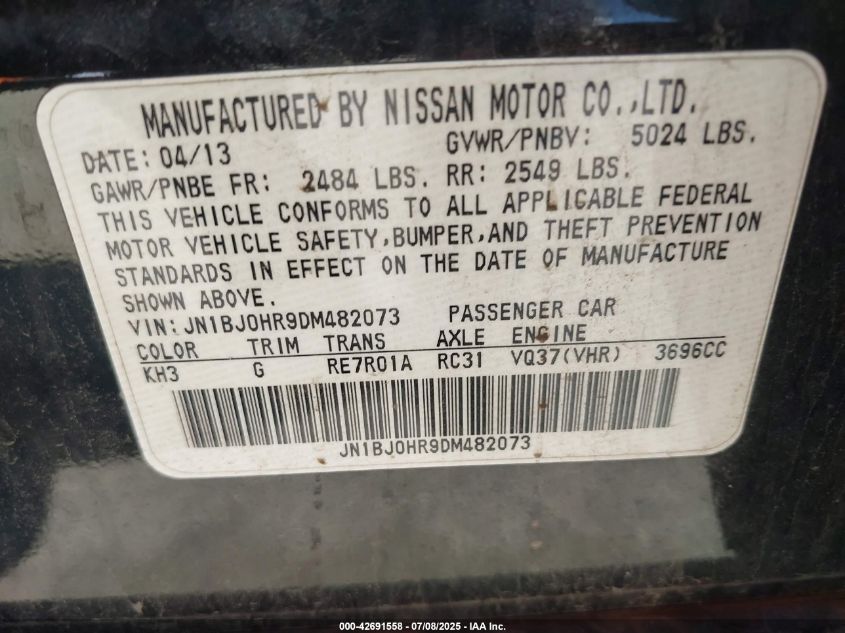 MANUFACTURED BY NISSAN MOTOR CO.,LTD.
DATE: 04/13 GVWR/PNBV: 5024 LBS.
GAWR/PNBE FR: 2484 LBS. RR: 2549 LBS.
THIS VEHICLE CONFORMS TO ALL APPLICABLE FEDERAL
MOTOR VEHICLE SAFETY,BUMPER,AND THEFT PREVENTION
STANDARDS IN EFFECT ON THE DATE OF MANUFACTURE
SHOWN ABOVE.
VIN:JN1BJ0HR9DM482073 PASSENGER CAR
COLOR TRIM TRANS AXLE ENGINE
KH3 G RE7R01A RC31 VQ37(VHR) 3696CC
JN1BJ0HR9DM482073
000-42691558 - 07/08/2025 - IAA Inc.